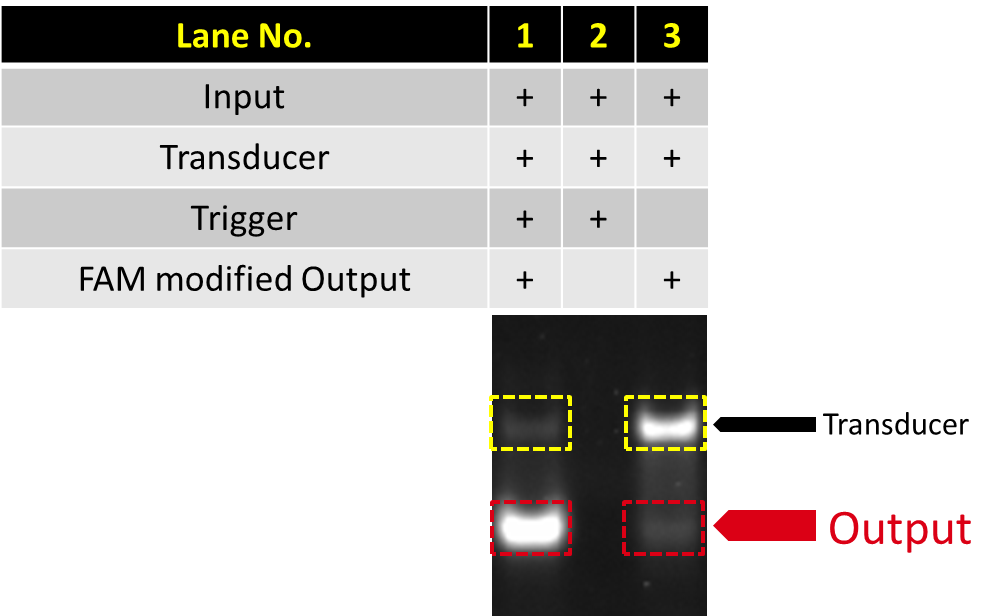 Lane No. 1 2 3
Input + + +
Transducer + + +
Trigger + +
FAM modified Output + +
Transducer
Output